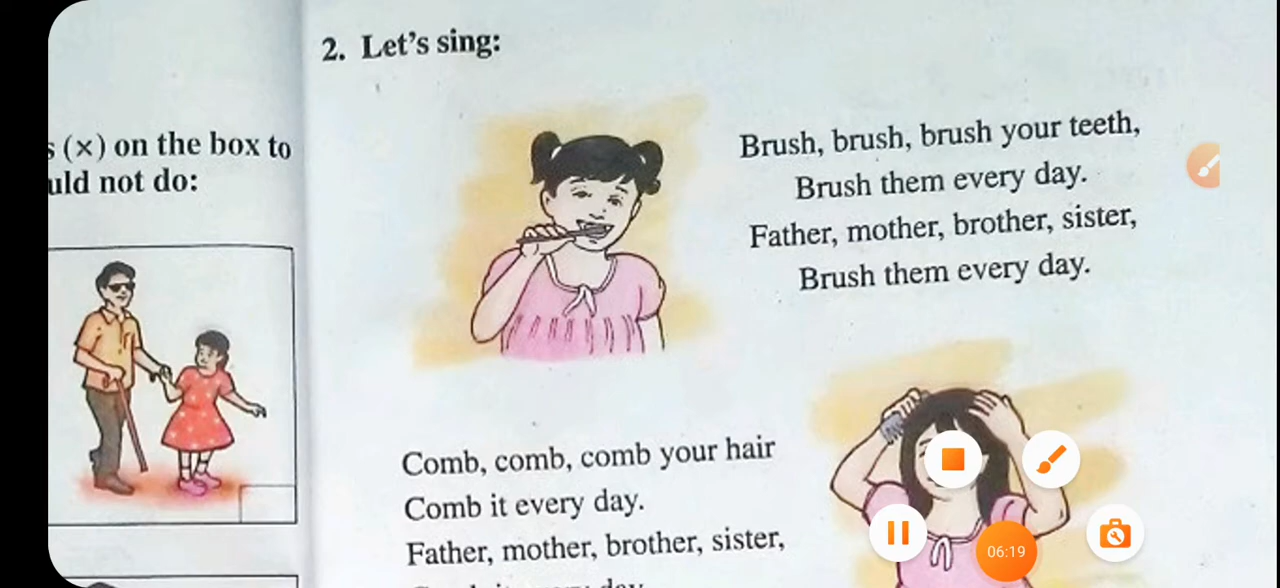 2. Let's sing:
(×) on the box to
not do:
Brush, brush, brush your teeth,
Brush them every day.
Father, mother, brother, sister,
Brush them every day.
Comb, comb, comb your hair
Comb it every day.
Father, mother, brother, sister,
06:19